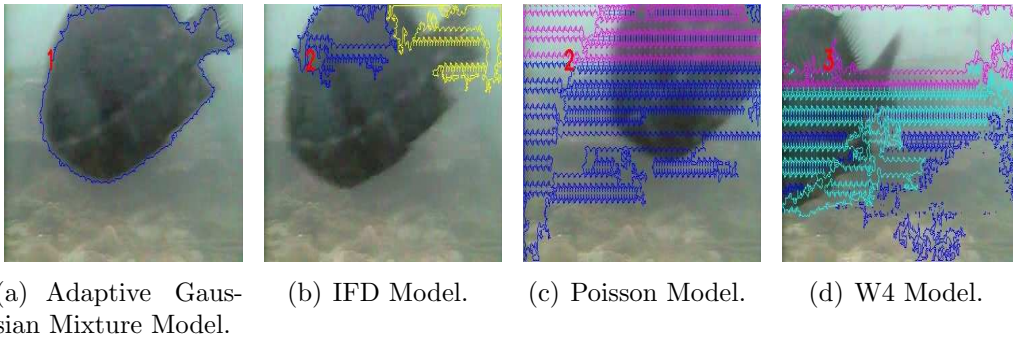 1
2
2
3
(a) Adaptive Gaus-
sian Mixture Model.
(b) IFD Model.
(c) Poisson Model.
(d) W4 Model.